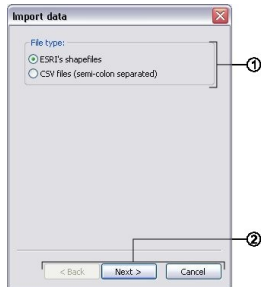 Import data
File type:
ESRI's shapefiles
1
CSV files (semi-colon separated)
2
< Back Next > Cancel